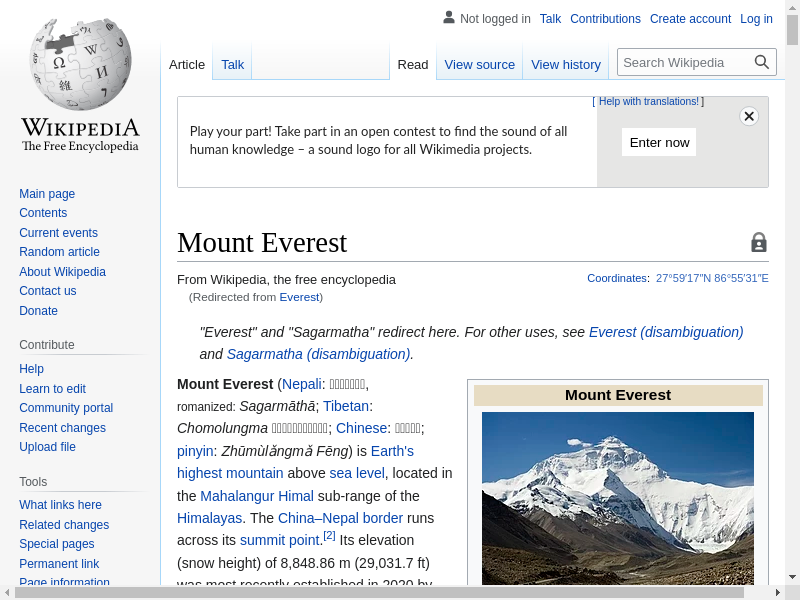 Not logged in Talk Contributions Create account Log in
Article Talk Read View source View history Search Wikipedia
WIKIPEDIA
The Free Encyclopedia
[ Help with translations! ]
Play your part! Take part in an open contest to find the sound of all
human knowledge – a sound logo for all Wikimedia projects.
Enter now
Main page
Contents
Current events
Random article
About Wikipedia
Contact us
Donate
Contribute
Help
Learn to edit
Community portal
Recent changes
Upload file
Tools
What links here
Related changes
Special pages
Permanent link
Page information
Mount Everest
From Wikipedia, the free encyclopedia
Coordinates: 27°59′17″N 86°55′31″E
(Redirected from Everest)
"Everest" and "Sagarmatha" redirect here. For other uses, see Everest (disambiguation)
and Sagarmatha (disambiguation).
Mount Everest (Nepali: ,
romanized: Sagarmāthā; Tibetan:
Chomolungma ; Chinese: ;
pinyin: Zhūmùlǎngmǎ Fēng) is Earth's
highest mountain above sea level, located in
the Mahalangur Himal sub-range of the
Himalayas. The China–Nepal border runs
across its summit point.[2] Its elevation
(snow height) of 8,848.86 m (29,031.7 ft)
was most recently established in 2020 by
Mount Everest